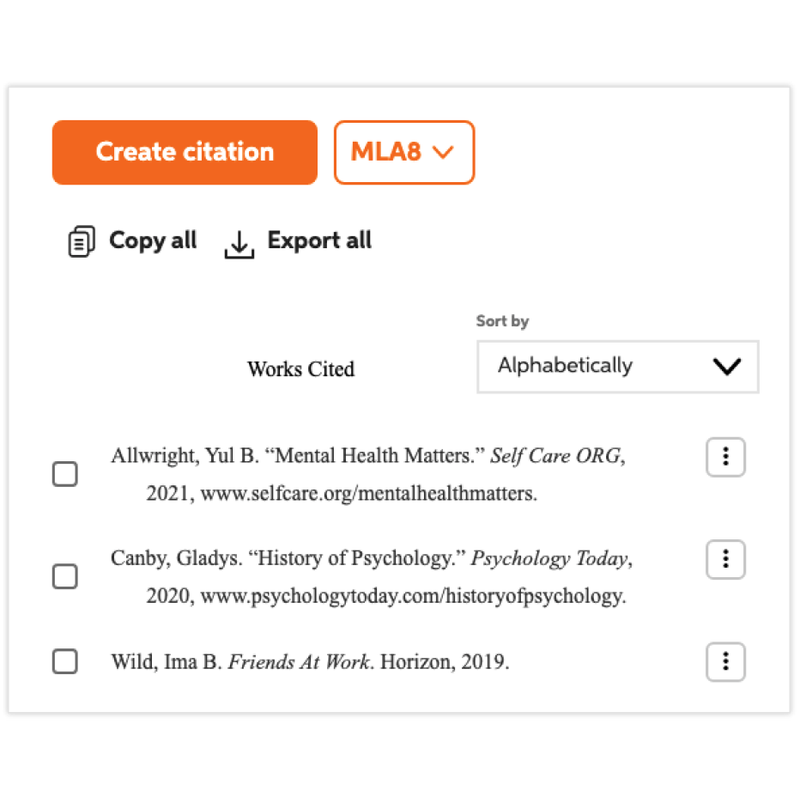 Create citation
MLA8
Copy all
Export all
Sort by
Works Cited
Alphabetically
Allwright, Yul B. “Mental Health Matters.” Self Care ORG,
2021, www.selfcare.org/mentalhealthmatters.
Canby, Gladys. “History of Psychology.” Psychology Today,
2020, www.psychologytoday.com/historyofpsychology.
Wild, Ima B. Friends At Work. Horizon, 2019.